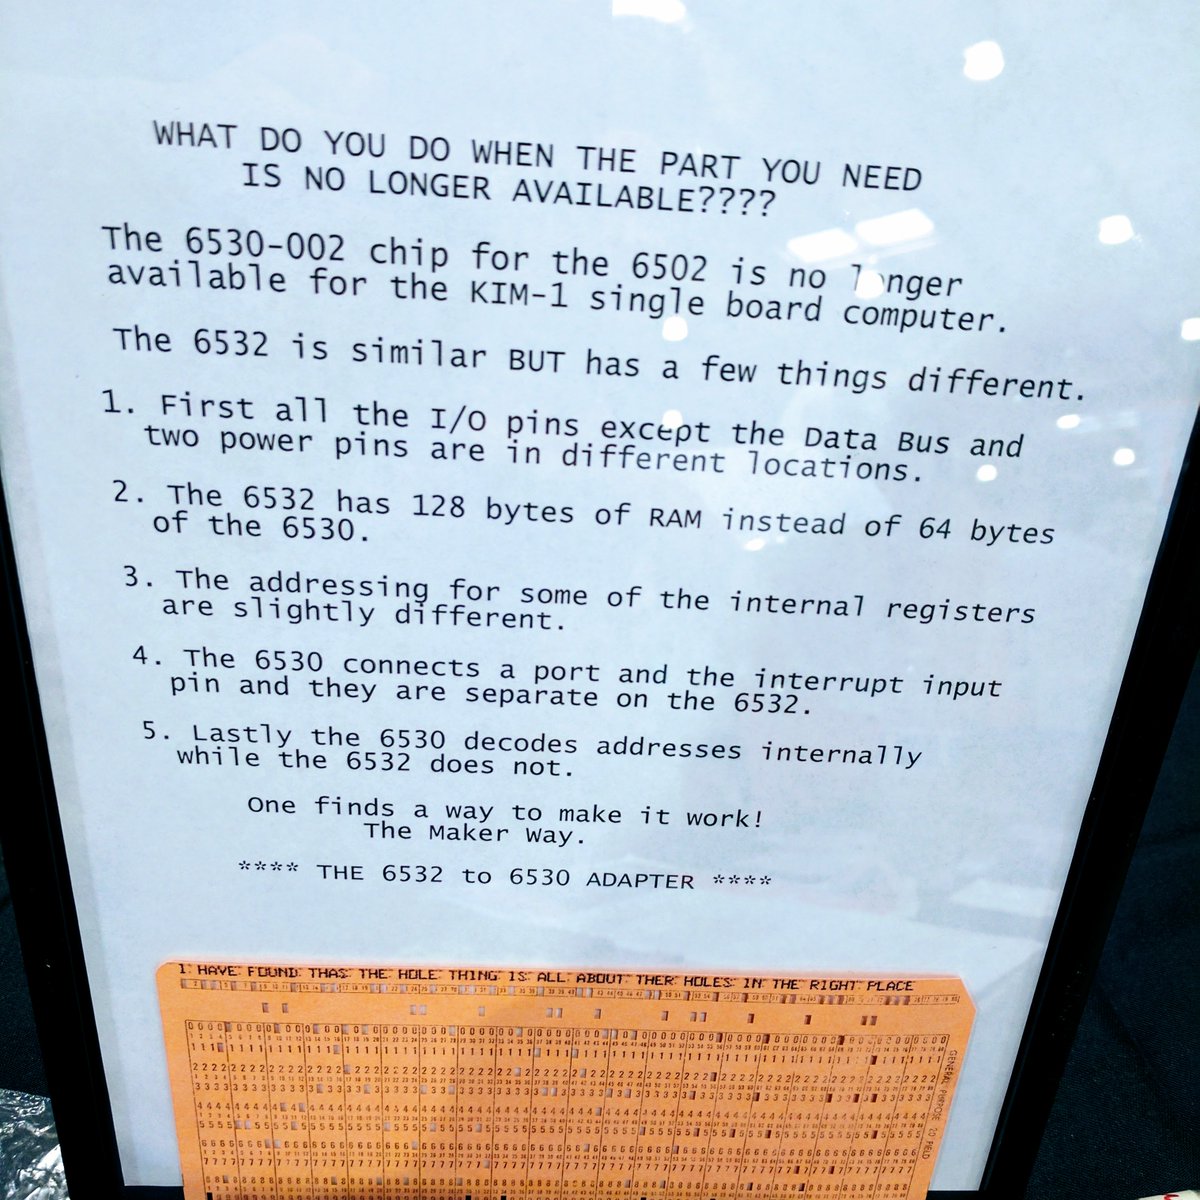 WHAT DO YOU DO WHEN THE PART YOU NEED
IS NO LONGER AVAILABLE????
The 6530-002 chip for the 6502 is no longer
available for the KIM-1 single board computer.
The 6532 is similar BUT has a few things different.
1. First all the I/O pins except the Data Bus and
two power pins are in different locations.
2. The 6532 has 128 bytes of RAM instead of 64 bytes
of the 6530.
3. The addressing for some of the internal registers
are slightly different.
4. The 6530 connects a port and the interrupt input
pin and they are separate on the 6532.
5. Lastly the 6530 decodes addresses internally
while the 6532 does not.
One finds a way to make it work!
The Maker Way.
**** THE 6532 to 6530 ADAPTER ****
I HAVE FOUND THAS THE HOLE THING IS ALL ABOUT THER HOLES IN THE RIGHT PLACE
GENERAL PURPOSE 20 FIELD